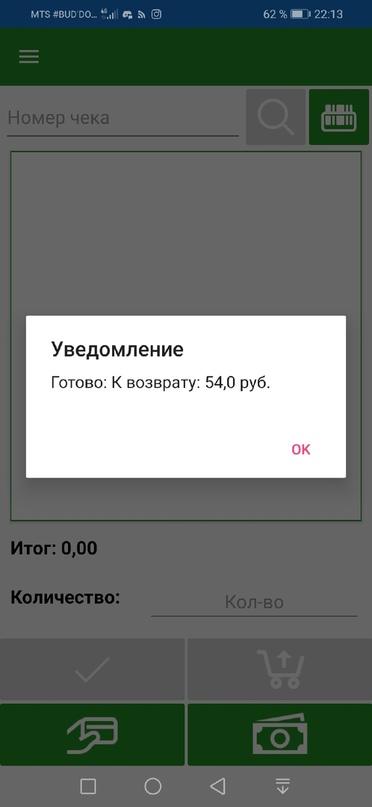 MTS #BUD'DO... 62 % 22:13
Номер чека
Уведомление
Готово: К возврату: 54,0 руб.
OK
Итог: 0,00
Количество: Кол-во